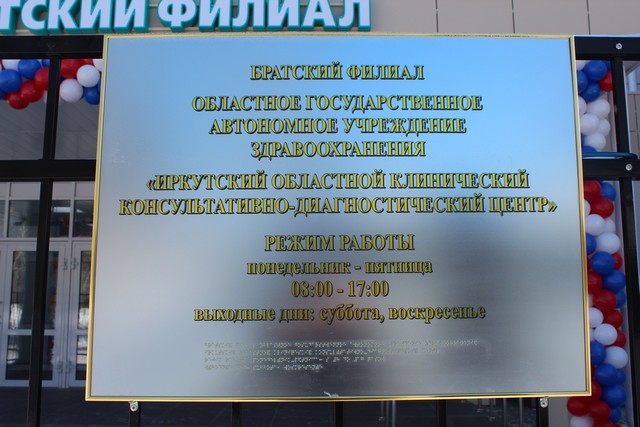 ТСКИЙ ФИЛИАЛ
БРАТСКИЙ ФИЛИАЛ
ОБЛАСТНОЕ ГОСУДАРСТВЕННОЕ
АВТОНОМНОЕ УЧРЕЖДЕНИЕ
ЗДРАВООХРАНЕНИЯ
«ИРКУТСКИЙ ОБЛАСТНОЙ КЛИНИЧЕСКИЙ
КОНСУЛЬТАТИВНО-ДИАГНОСТИЧЕСКИЙ ЦЕНТР»
РЕЖИМ РАБОТЫ
понедельник - пятница
08:00 - 17:00
выходные дни: суббота, воскресенье